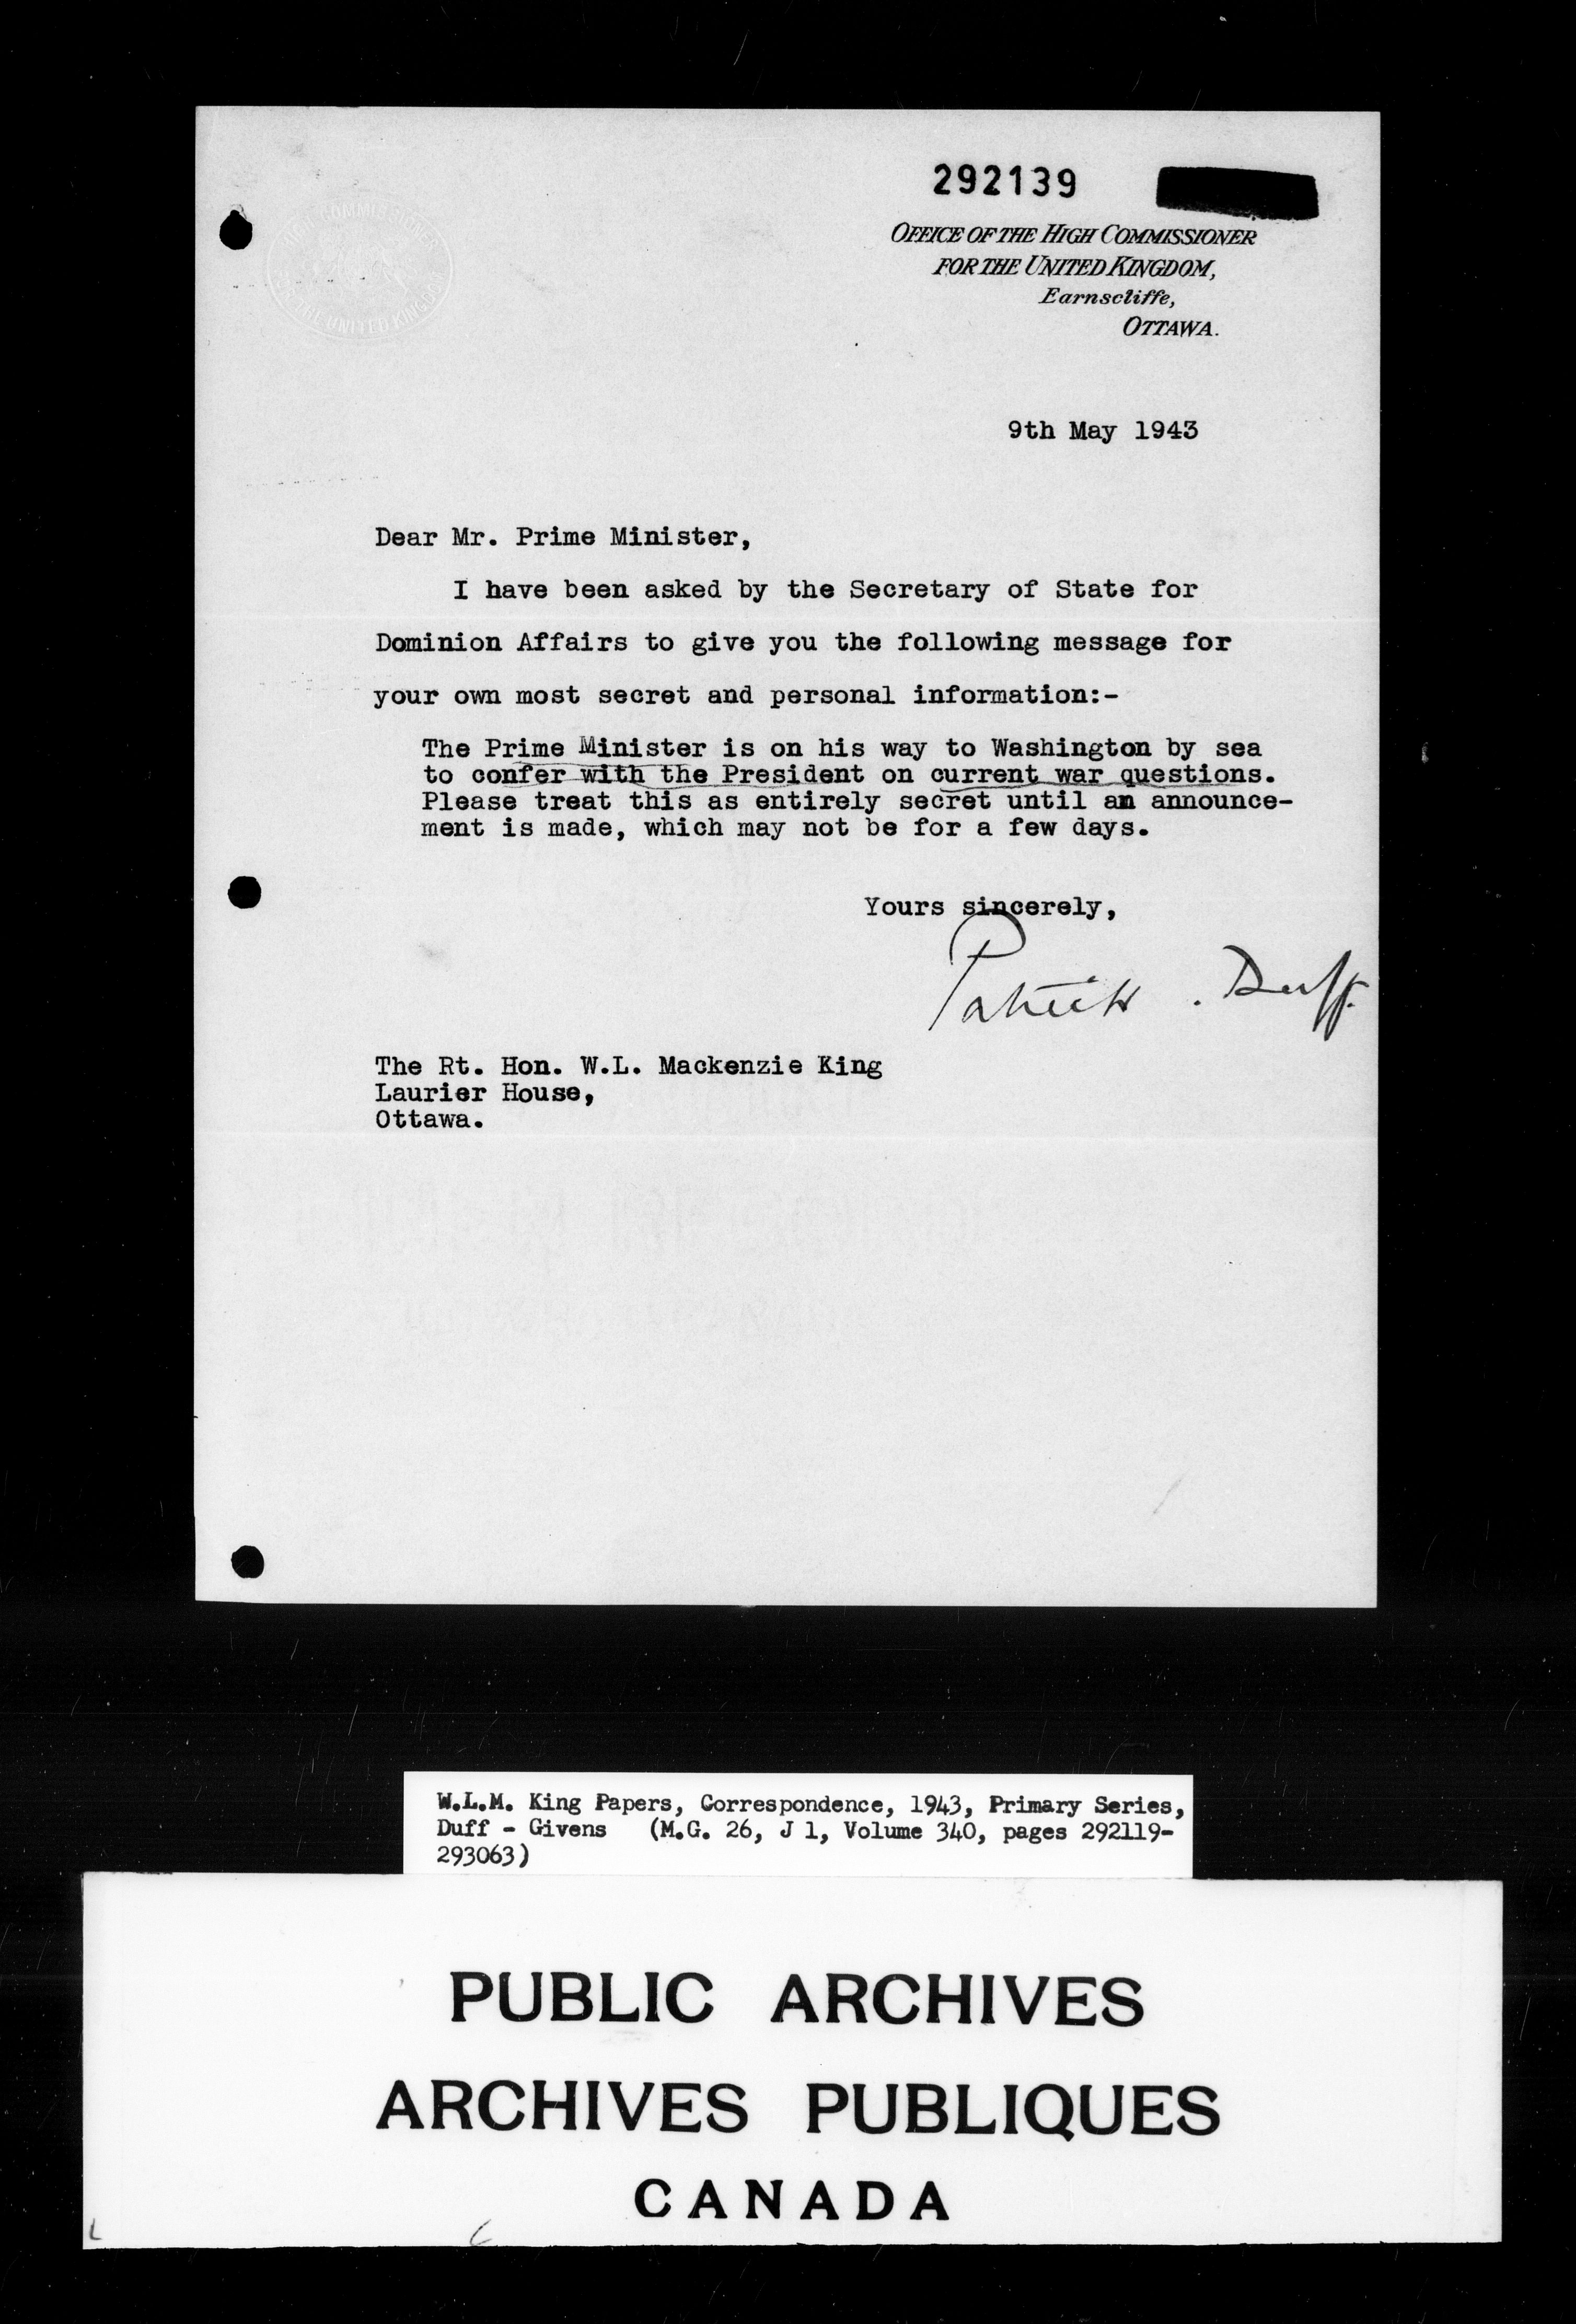 292139
OFFICE OF THE HIGH COMMISSIONER
FOR THE UNITED KINGDOM,
Earnscliffe,
OTTAWA.
HIGH COMMISSIONER
UNITED KINGDOM
9th May 1943
Dear Mr. Prime Minister,
I have been asked by the Secretary of State for
Dominion Affairs to give you the following message for
your own most secret and personal information:-
The Prime Minister is on his way to Washington by sea
to confer with the President on current war questions.
Please treat this as entirely secret until an announce-
ment is made, which may not be for a few days.
Yours sincerely,
Patrick . Duff.
The Rt. Hon. W.L. Mackenzie King
Laurier House,
Ottawa.
W.L.M. King Papers, Correspondence, 1943, Primary Series,
Duff - Givens (M.G. 26, J 1, Volume 340, pages 292119-
293063)
PUBLIC ARCHIVES
ARCHIVES PUBLIQUES
CANADA